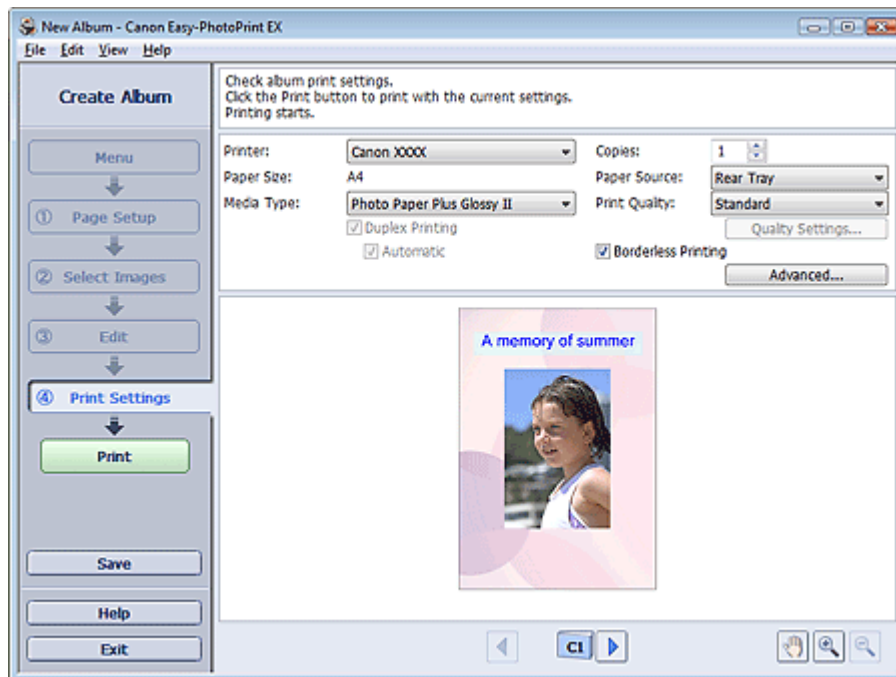 New Album - Canon Easy-PhotoPrint EX
File Edit View Help
Create Album
Menu
① Page Setup
② Select Images
③ Edit
④ Print Settings
Print
Save
Help
Exit
Check album print settings.
Click the Print button to print with the current settings.
Printing starts.
Printer: Canon XXXX Copies: 1
Paper Size: A4 Paper Source: Rear Tray
Media Type: Photo Paper Plus Glossy II Print Quality: Standard
Duplex Printing Quality Settings...
Automatic Borderless Printing
Advanced...
A memory of summer
C1